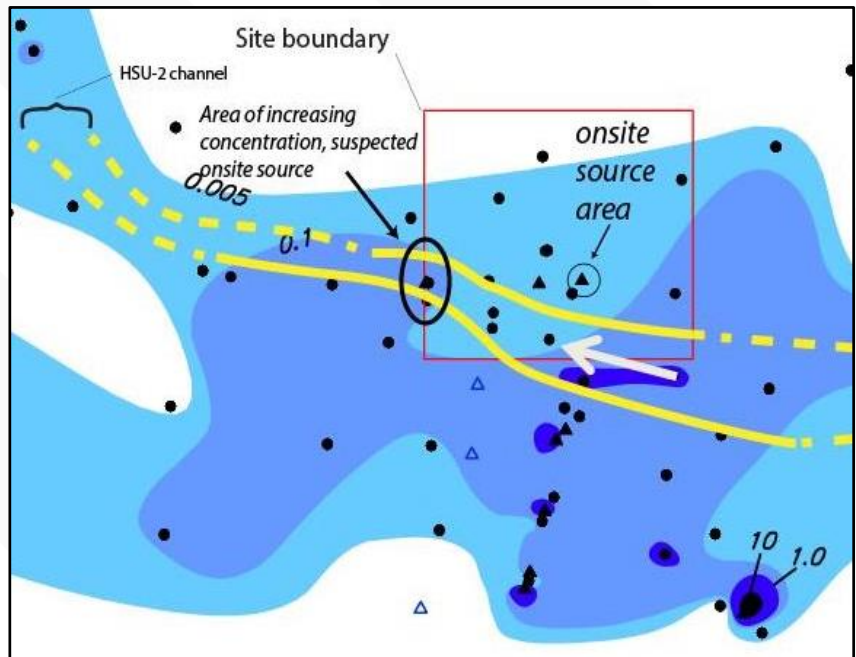 Site boundary
HSU-2 channel
Area of increasing
concentration, suspected
onsite source
onsite
source
area
0.005
0.1
10
1.0